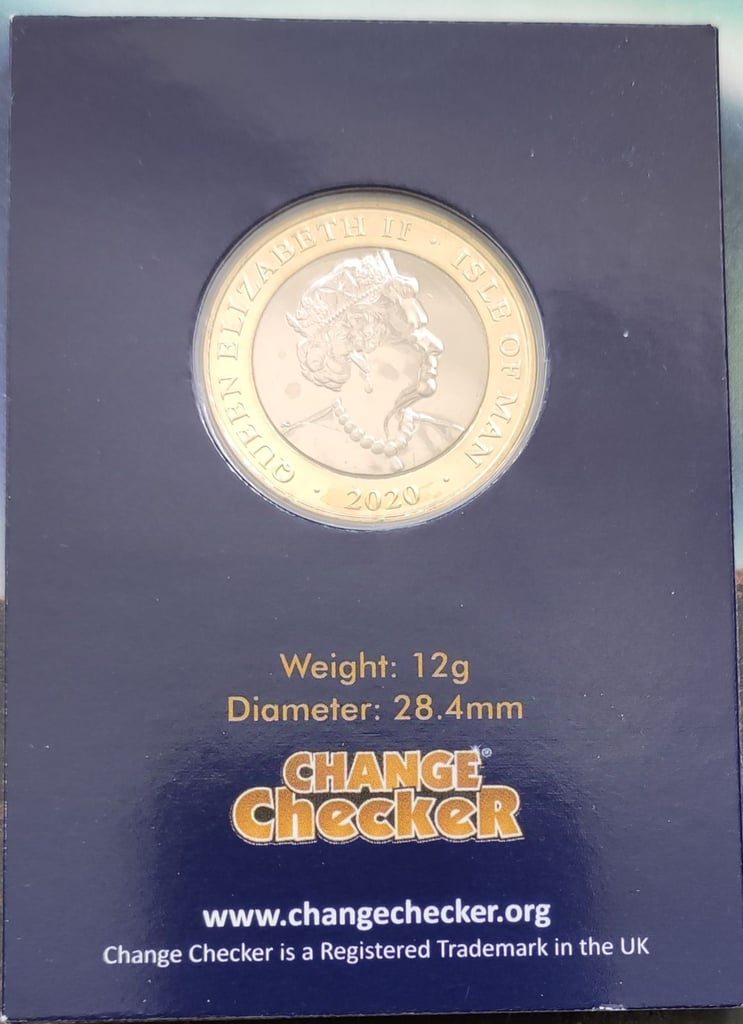 QUEEN ELIZABETH II · ISLE OF MAN
· 2020 ·
Weight: 12g
Diameter: 28.4mm
CHANGE®
CheckeR
www.changechecker.org
Change Checker is a Registered Trademark in the UK